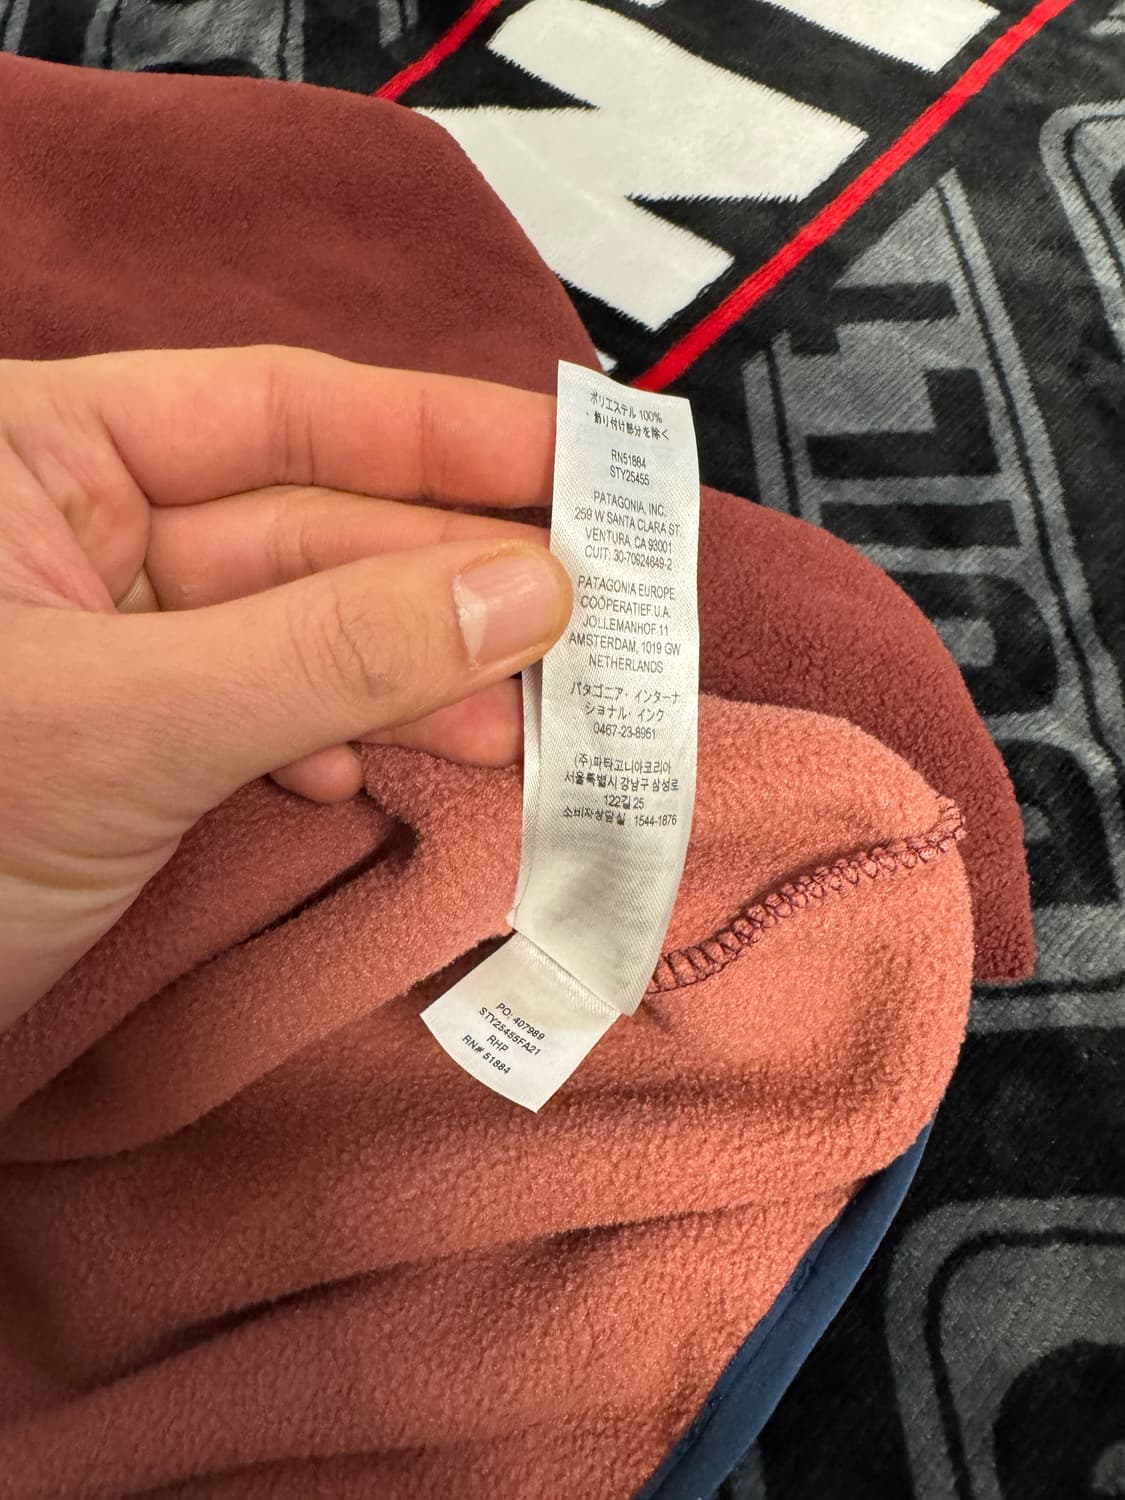 ポリエステル 100%
飾り付け部分を除く
RN51884
STY25455
PATAGONIA, INC.
259 W SANTA CLARA ST
VENTURA, CA 93001
CUIT: 30-70924649-2
PATAGONIA EUROPE
COÖPERATIEF U.A.
JOLLEMANHOF 11
AMSTERDAM, 1019 GW
NETHERLANDS
パタゴニア・インターナ
ショナル・インク
0467-23-8961
(주)파타고니아코리아
서울특별시 강남구 삼성로
122길 25
소비자상담실 : 1544-1876
PO: 407989
STY25455FA21
RHP
RN# 51884